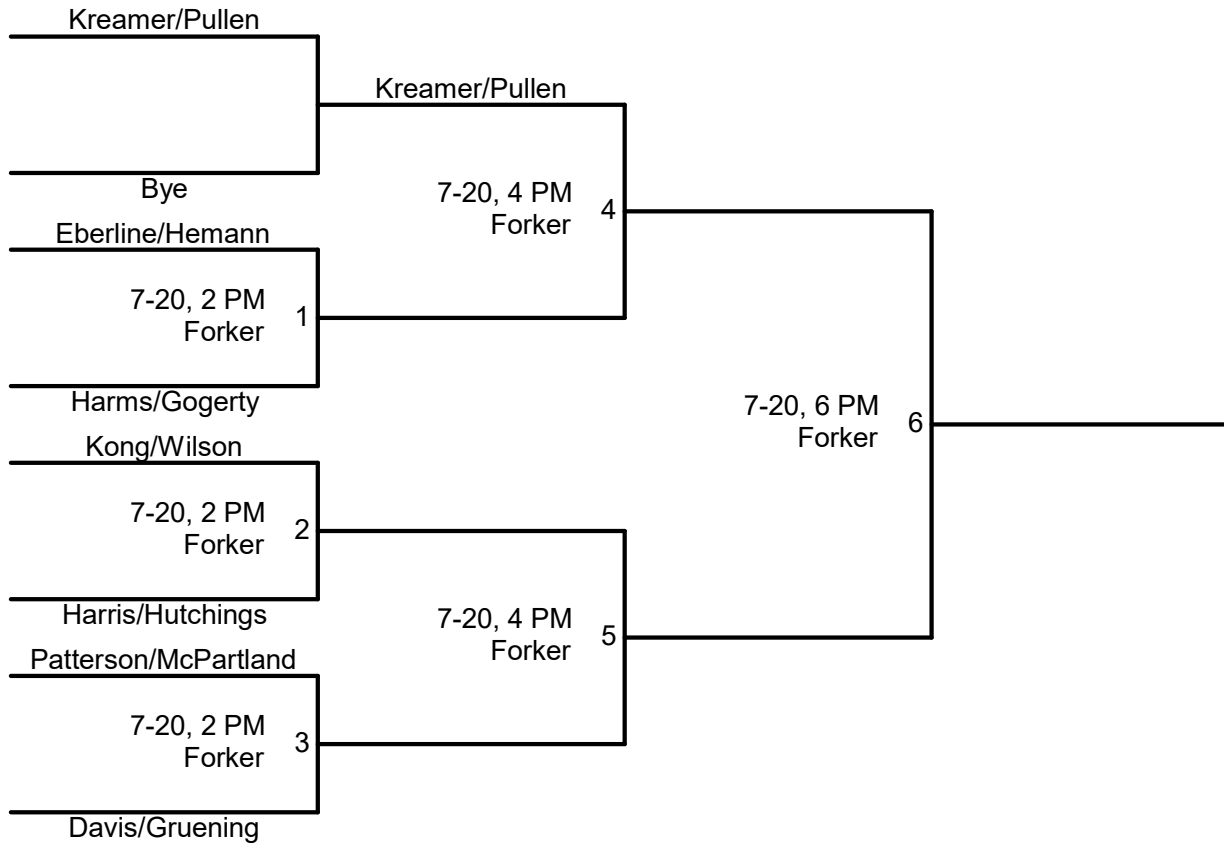 Kreamer/Pullen
Kreamer/Pullen
Bye
7-20, 4 PM
Forker
4
Eberline/Hemann
7-20, 2 PM
Forker
1
Harms/Gogerty
7-20, 6 PM
Forker
6
Kong/Wilson
7-20, 2 PM
Forker
2
Harris/Hutchings
7-20, 4 PM
Forker
5
Patterson/McPartland
7-20, 2 PM
Forker
3
Davis/Gruening